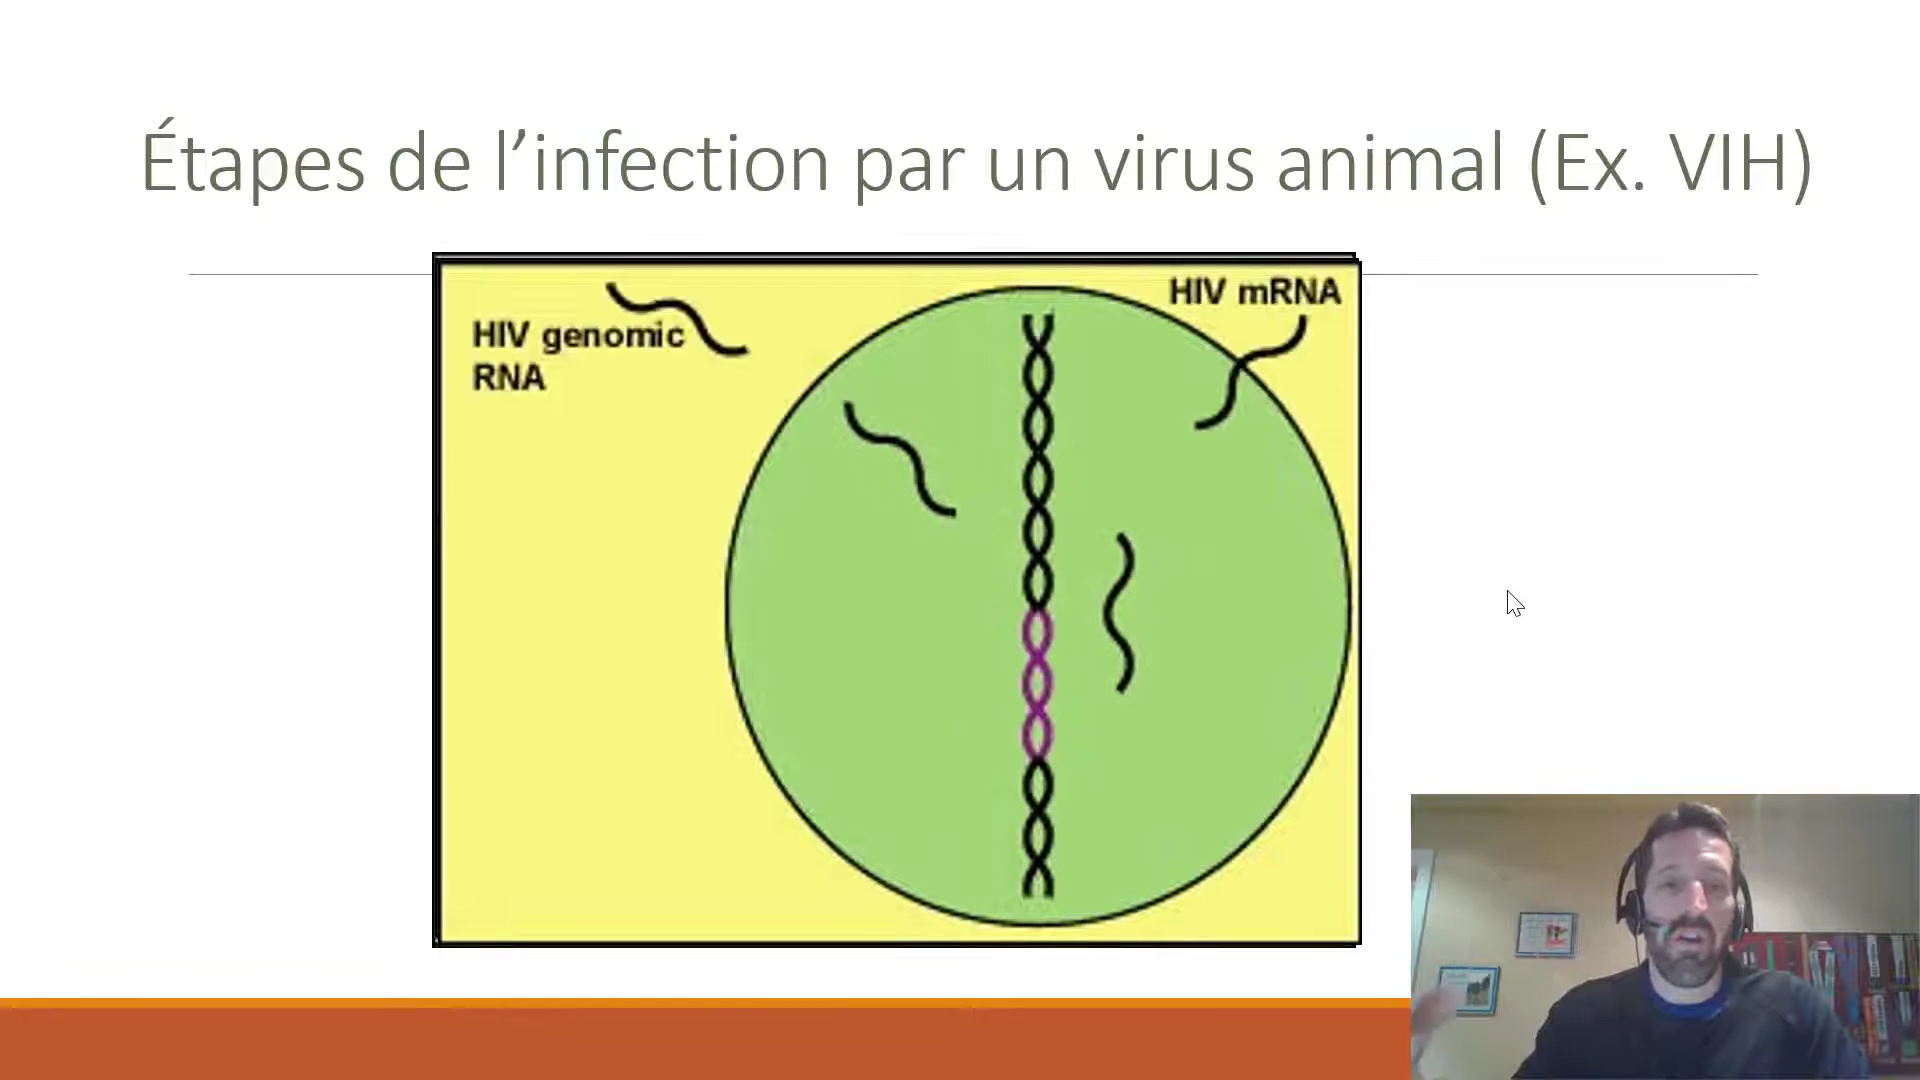 Étapes de l’infection par un virus animal (Ex. VIH)
HIV mRNA
HIV genomic
RNA